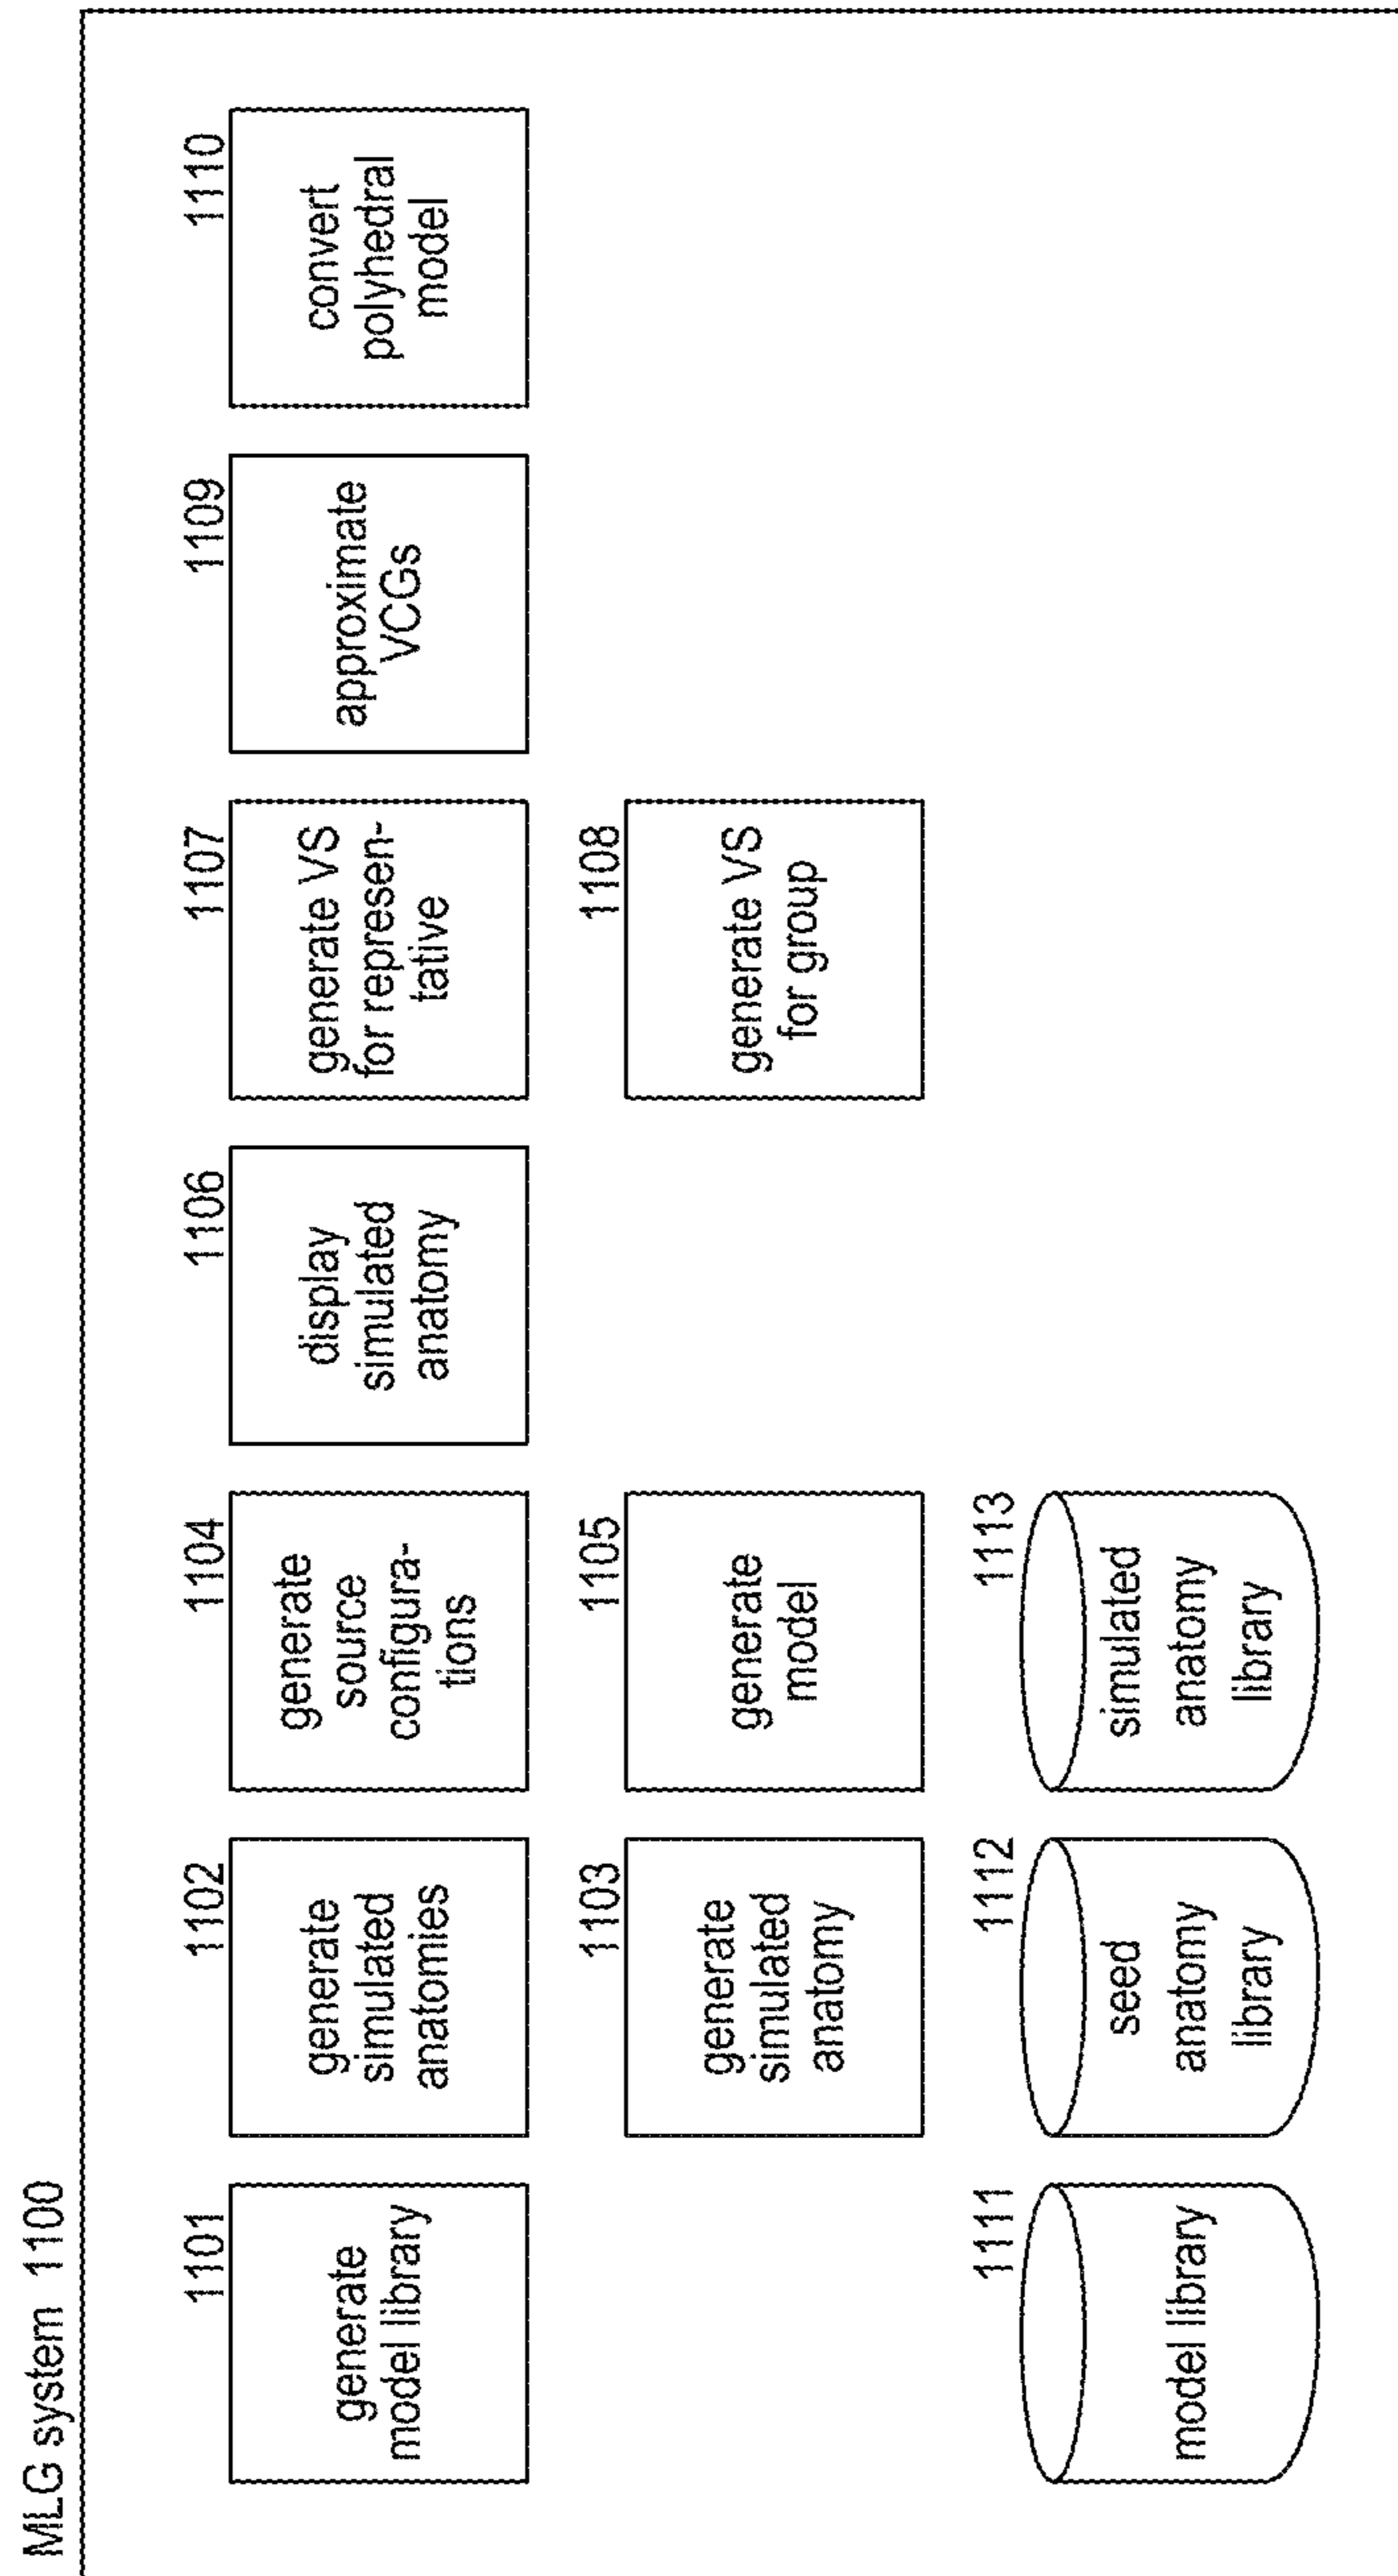 MLG system 1100
1101
generate
model library
1102
generate
simulated
anatomies
1104
generate
source
configura-
tions
1106
display
simulated
anatomy
1107
generate VS
for represen-
tative
1109
approximate
VCGs
1110
convert
polyhedral
model
1103
generate
simulated
anatomy
1105
generate
model
1108
generate VS
for group
1111
model library
1112
seed
anatomy
library
1113
simulated
anatomy
library